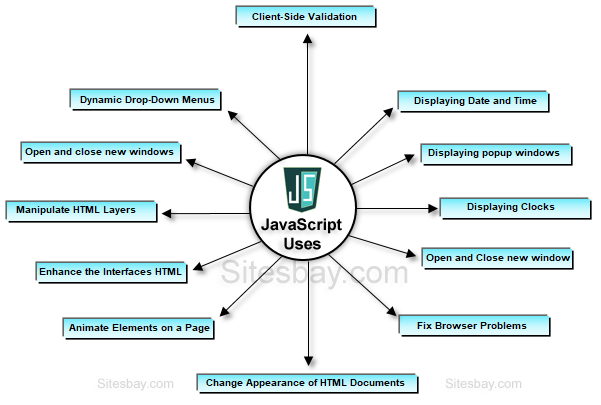 Client-Side Validation
Dynamic Drop-Down Menus
Displaying Date and Time
Open and close new windows
Displaying popup windows
JS
Manipulate HTML Layers
Displaying Clocks
JavaScript
Uses
Enhance the Interfaces HTML
Sitesbay.com
Open and Close new window
Animate Elements on a Page
Fix Browser Problems
Sitesbay.com
Change Appearance of HTML Documents
Sitesbay.com